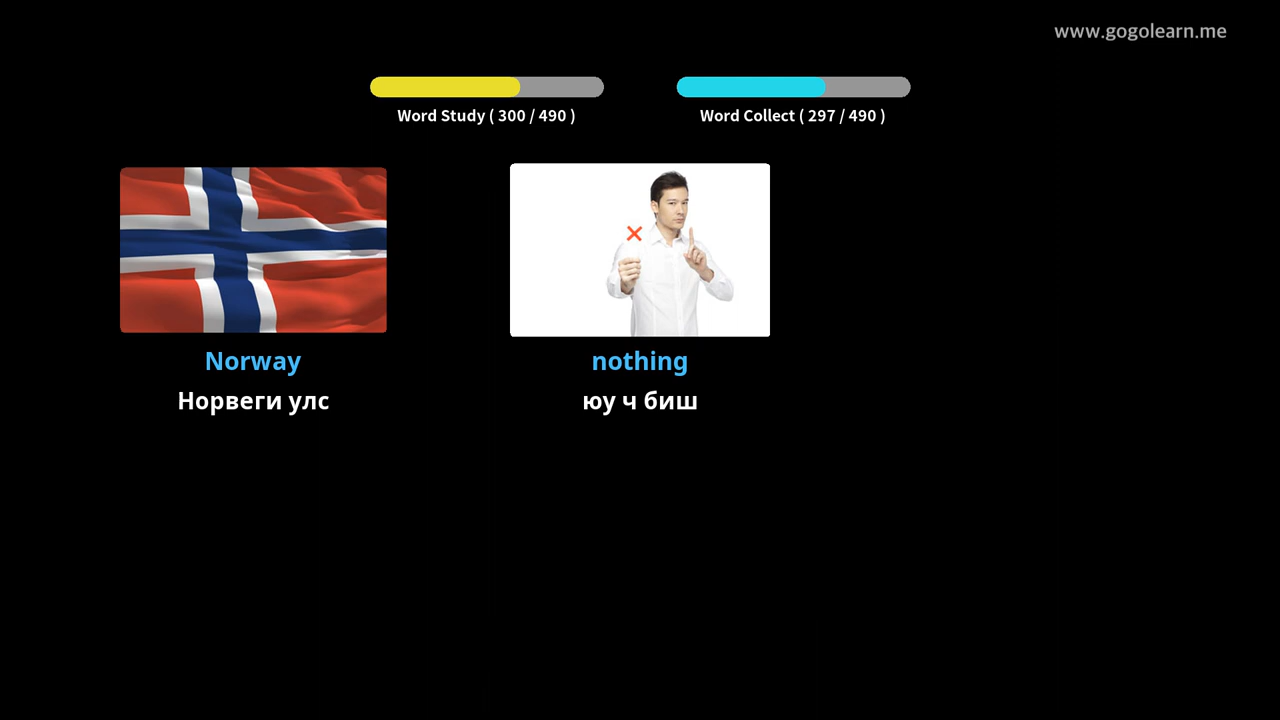 www.gogolearn.me
Word Study ( 300 / 490 )
Word Collect ( 297 / 490 )
Norway
Норвеги улс
nothing
юу ч биш